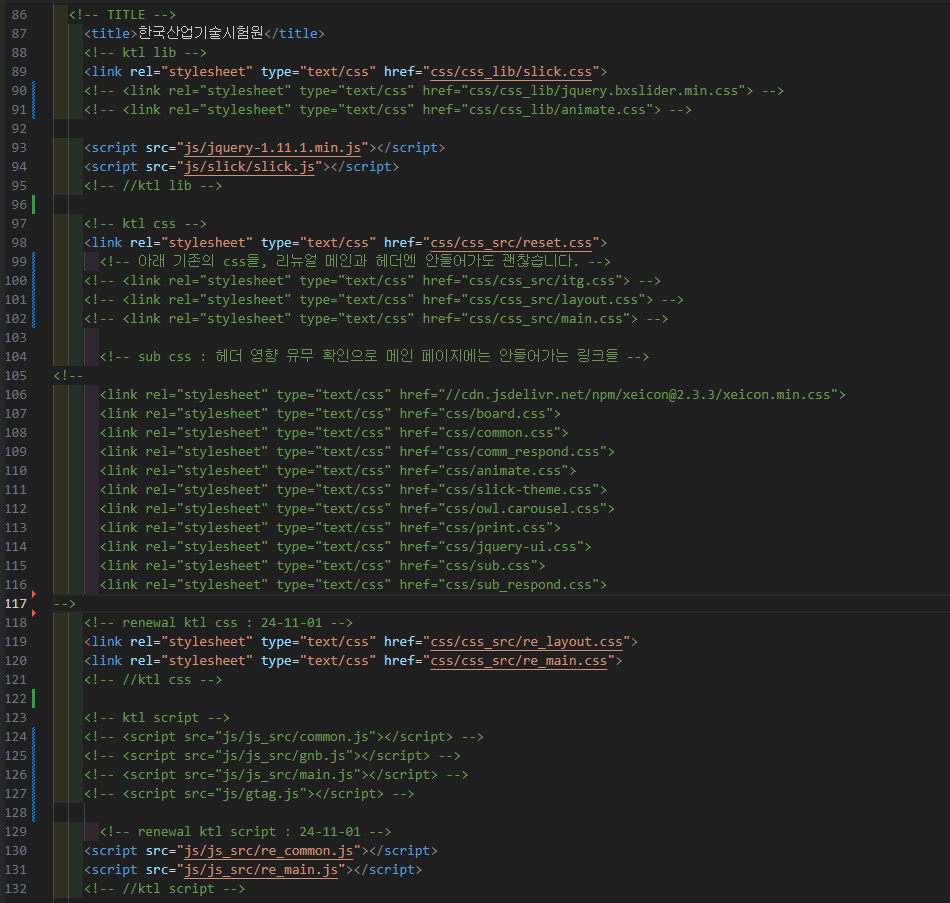 86 <!-- TITLE -->
87 <title>한국산업기술시험원</title>
88 <!-- ktl lib -->
89 <link rel="stylesheet" type="text/css" href="css/css_lib/slick.css">
90 <!-- <link rel="stylesheet" type="text/css" href="css/css_lib/jquery.bxslider.min.css"> -->
91 <!-- <link rel="stylesheet" type="text/css" href="css/css_lib/animate.css"> -->
92
93 <script src="js/jquery-1.11.1.min.js"></script>
94 <script src="js/slick/slick.js"></script>
95 <!-- //ktl lib -->
96
97 <!-- ktl css -->
98 <link rel="stylesheet" type="text/css" href="css/css_src/reset.css">
99 <!-- 아래 기존의 css들, 리뉴얼 메인과 헤더엔 안들어가도 괜찮습니다. -->
100 <!-- <link rel="stylesheet" type="text/css" href="css/css_src/itg.css"> -->
101 <!-- <link rel="stylesheet" type="text/css" href="css/css_src/layout.css"> -->
102 <!-- <link rel="stylesheet" type="text/css" href="css/css_src/main.css"> -->
103
104 <!-- sub css : 헤더 영향 유무 확인으로 메인 페이지에는 안들어가는 링크들 -->
105 <!--
106 <link rel="stylesheet" type="text/css" href="//cdn.jsdelivr.net/npm/xeicon@2.3.3/xeicon.min.css">
107 <link rel="stylesheet" type="text/css" href="css/board.css">
108 <link rel="stylesheet" type="text/css" href="css/common.css">
109 <link rel="stylesheet" type="text/css" href="css/comm_respond.css">
110 <link rel="stylesheet" type="text/css" href="css/animate.css">
111 <link rel="stylesheet" type="text/css" href="css/slick-theme.css">
112 <link rel="stylesheet" type="text/css" href="css/owl.carousel.css">
113 <link rel="stylesheet" type="text/css" href="css/print.css">
114 <link rel="stylesheet" type="text/css" href="css/jquery-ui.css">
115 <link rel="stylesheet" type="text/css" href="css/sub.css">
116 <link rel="stylesheet" type="text/css" href="css/sub_respond.css">
117 -->
118 <!-- renewal ktl css : 24-11-01 -->
119 <link rel="stylesheet" type="text/css" href="css/css_src/re_layout.css">
120 <link rel="stylesheet" type="text/css" href="css/css_src/re_main.css">
121 <!-- //ktl css -->
122
123 <!-- ktl script -->
124 <!-- <script src="js/js_src/common.js"></script> -->
125 <!-- <script src="js/js_src/gnb.js"></script> -->
126 <!-- <script src="js/js_src/main.js"></script> -->
127 <!-- <script src="js/gtag.js"></script> -->
128
129 <!-- renewal ktl script : 24-11-01 -->
130 <script src="js/js_src/re_common.js"></script>
131 <script src="js/js_src/re_main.js"></script>
132 <!-- //ktl script -->